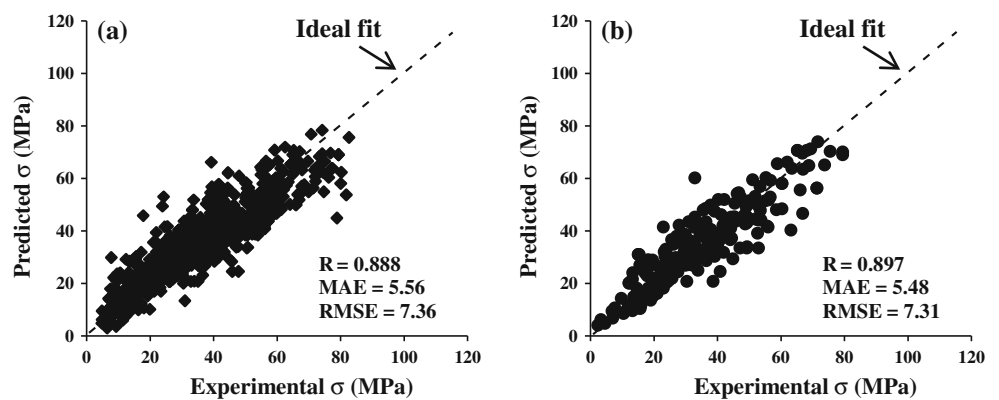 (a)
Ideal fit
120
100
80
60
40
20
0
Predicted σ (MPa)
R = 0.888
MAE = 5.56
RMSE = 7.36
0 20 40 60 80 100 120
Experimental σ (MPa)
(b)
Ideal fit
120
100
80
60
40
20
0
Predicted σ (MPa)
R = 0.897
MAE = 5.48
RMSE = 7.31
0 20 40 60 80 100 120
Experimental σ (MPa)